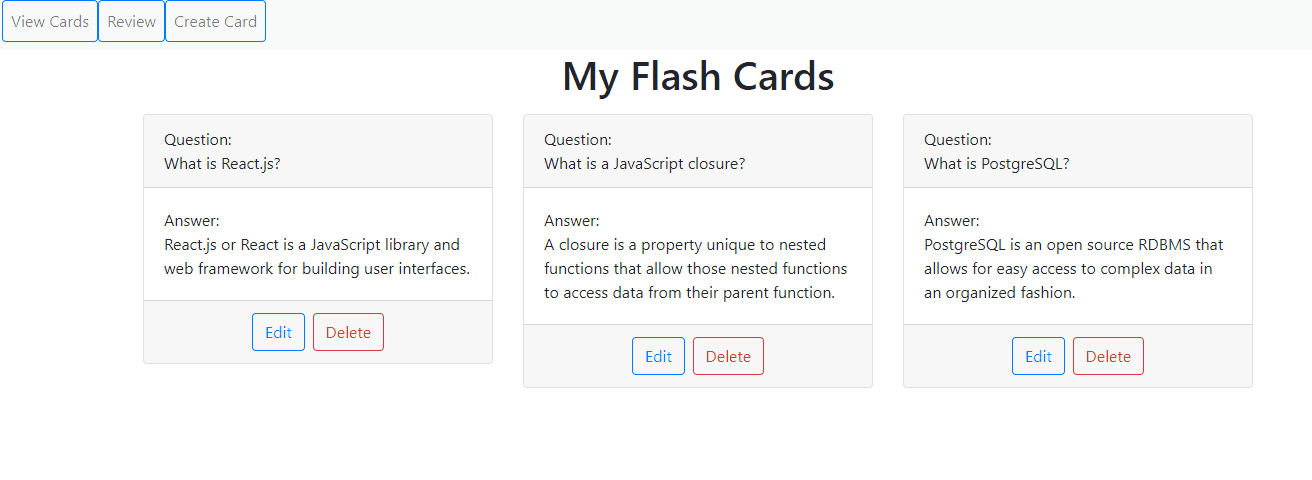 View Cards Review Create Card
My Flash Cards
Question:
What is React.js?
Answer:
React.js or React is a JavaScript library and
web framework for building user interfaces.
Edit Delete
Question:
What is a JavaScript closure?
Answer:
A closure is a property unique to nested
functions that allow those nested functions
to access data from their parent function.
Edit Delete
Question:
What is PostgreSQL?
Answer:
PostgreSQL is an open source RDBMS that
allows for easy access to complex data in
an organized fashion.
Edit Delete